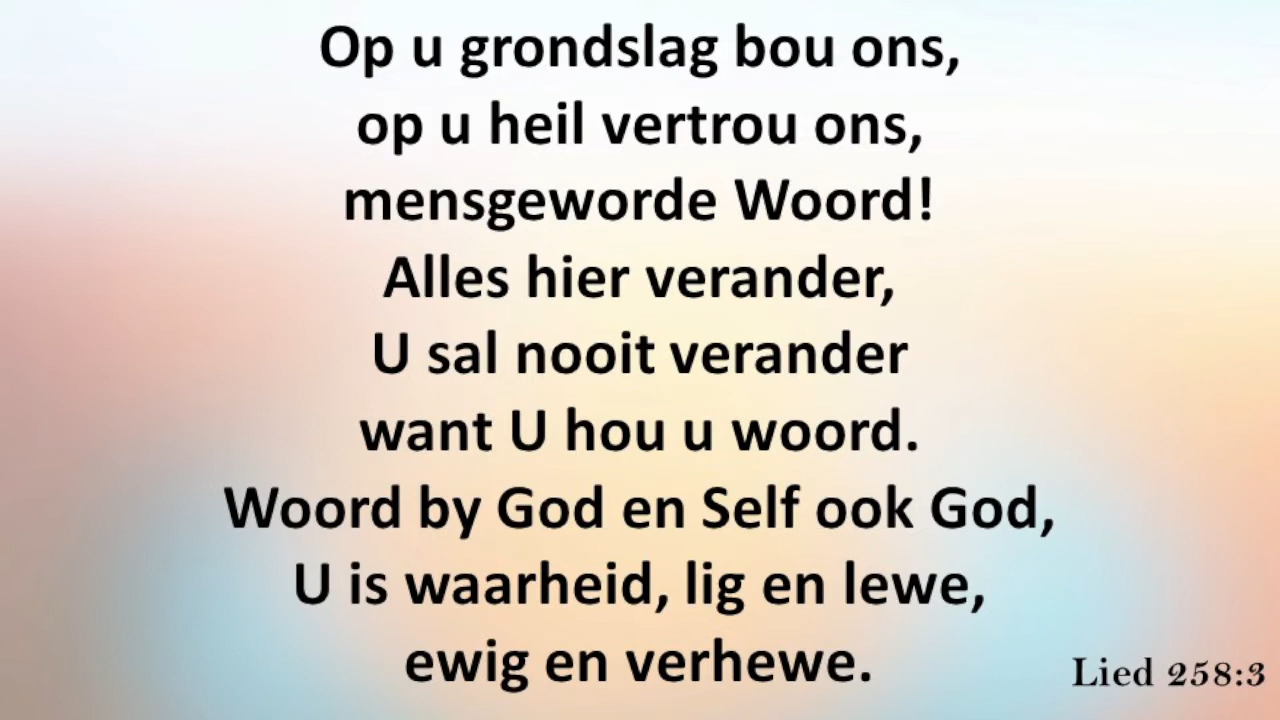 Op u grondslag bou ons,
op u heil vertrou ons,
mensgeworde Woord!
Alles hier verander,
U sal nooit verander
want U hou u woord.
Woord by God en Self ook God,
U is waarheid, lig en lewe,
ewig en verhewe.
Lied 258:3